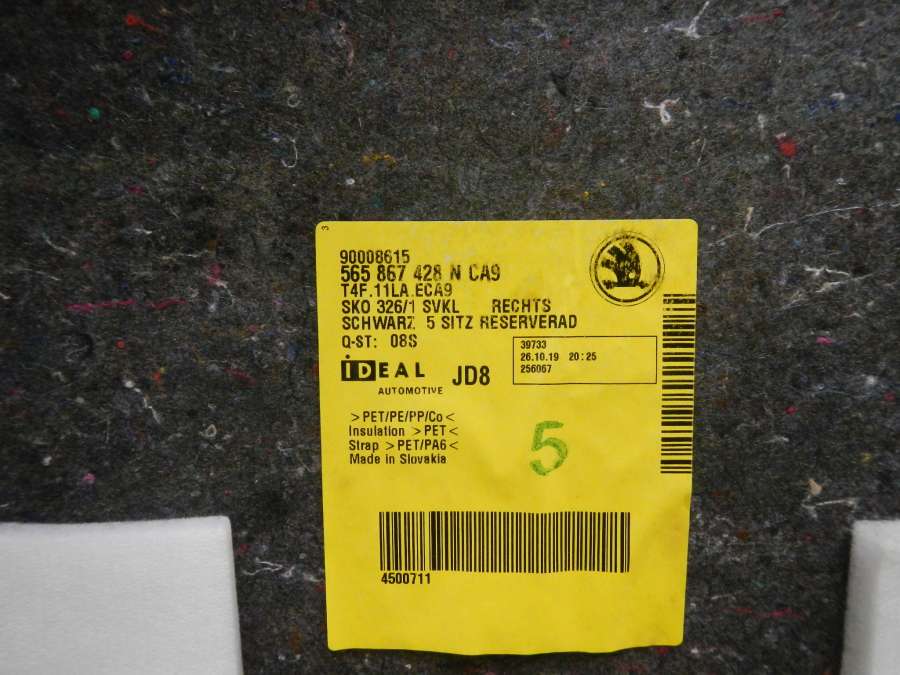 3
90008615
565 867 428 N CA9
T4F.11LA.ECA9
SKO 326/1 SVKL RECHTS
SCHWARZ 5 SITZ RESERVERAD
Q-ST: 08S
39733
26.10.19 20:25
256067
iDEAL JD8
AUTOMOTIVE
>PET/PE/PP/Co<
Insulation >PET<
Strap >PET/PA6<
Made in Slovakia
5
4500711